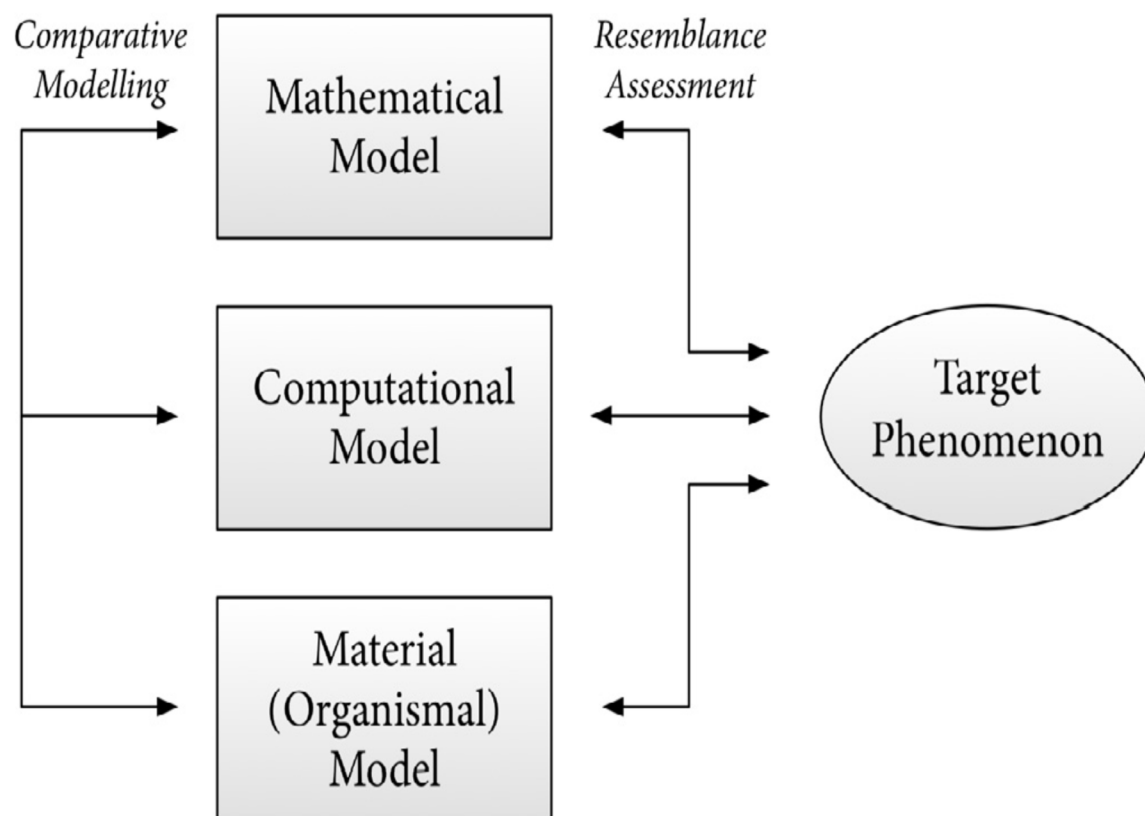 Comparative
Modelling
Resemblance
Assessment
Mathematical
Model
Computational
Model
Target
Phenomenon
Material
(Organismal)
Model